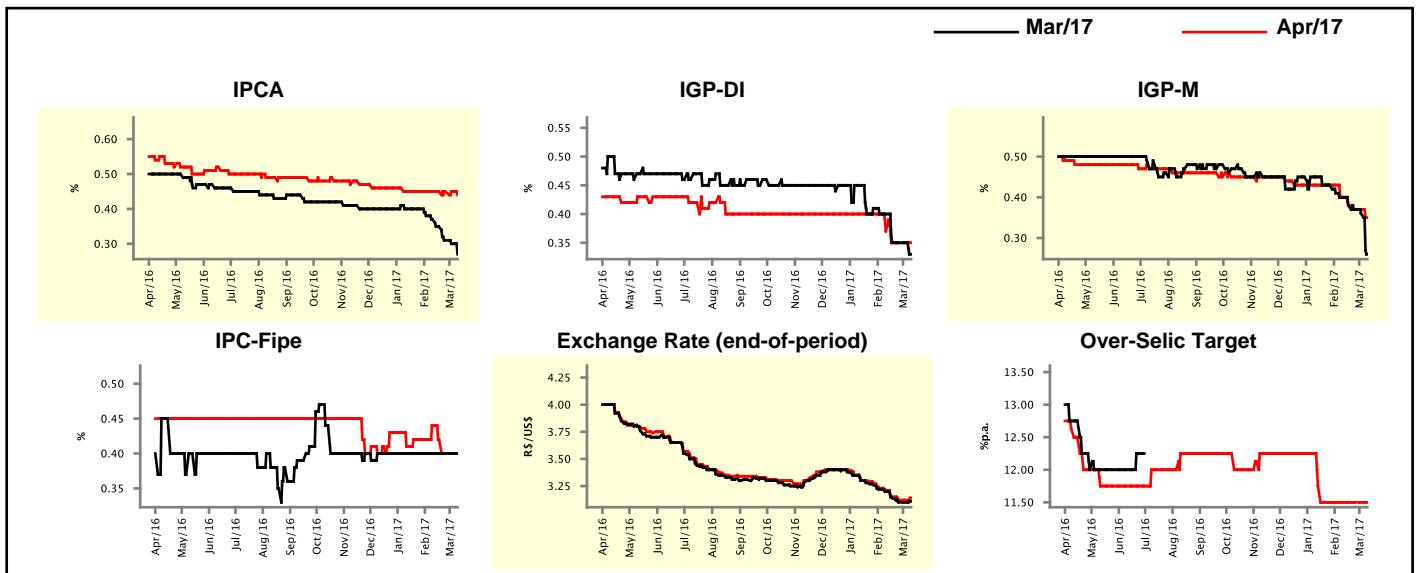 Mar/17 Apr/17
IPCA
%
0.60
0.50
0.40
0.30
Apr/16 May/16 Jun/16 Jul/16 Aug/16 Sep/16 Oct/16 Nov/16 Dec/16 Jan/17 Feb/17 Mar/17
IGP-DI
%
0.55
0.50
0.45
0.40
0.35
Apr/16 May/16 Jun/16 Jul/16 Aug/16 Sep/16 Oct/16 Nov/16 Dec/16 Jan/17 Feb/17 Mar/17
IGP-M
%
0.50
0.40
0.30
Apr/16 May/16 Jun/16 Jul/16 Aug/16 Sep/16 Oct/16 Nov/16 Dec/16 Jan/17 Feb/17 Mar/17
IPC-Fipe
%
0.50
0.45
0.40
0.35
Apr/16 May/16 Jun/16 Jul/16 Aug/16 Sep/16 Oct/16 Nov/16 Dec/16 Jan/17 Feb/17 Mar/17
Exchange Rate (end-of-period)
R$/US$
4.25
4.00
3.75
3.50
3.25
Apr/16 May/16 Jun/16 Jul/16 Aug/16 Sep/16 Oct/16 Nov/16 Dec/16 Jan/17 Feb/17 Mar/17
Over-Selic Target
%p.a.
13.50
13.00
12.50
12.00
11.50
Apr/16 May/16 Jun/16 Jul/16 Aug/16 Sep/16 Oct/16 Nov/16 Dec/16 Jan/17 Feb/17 Mar/17